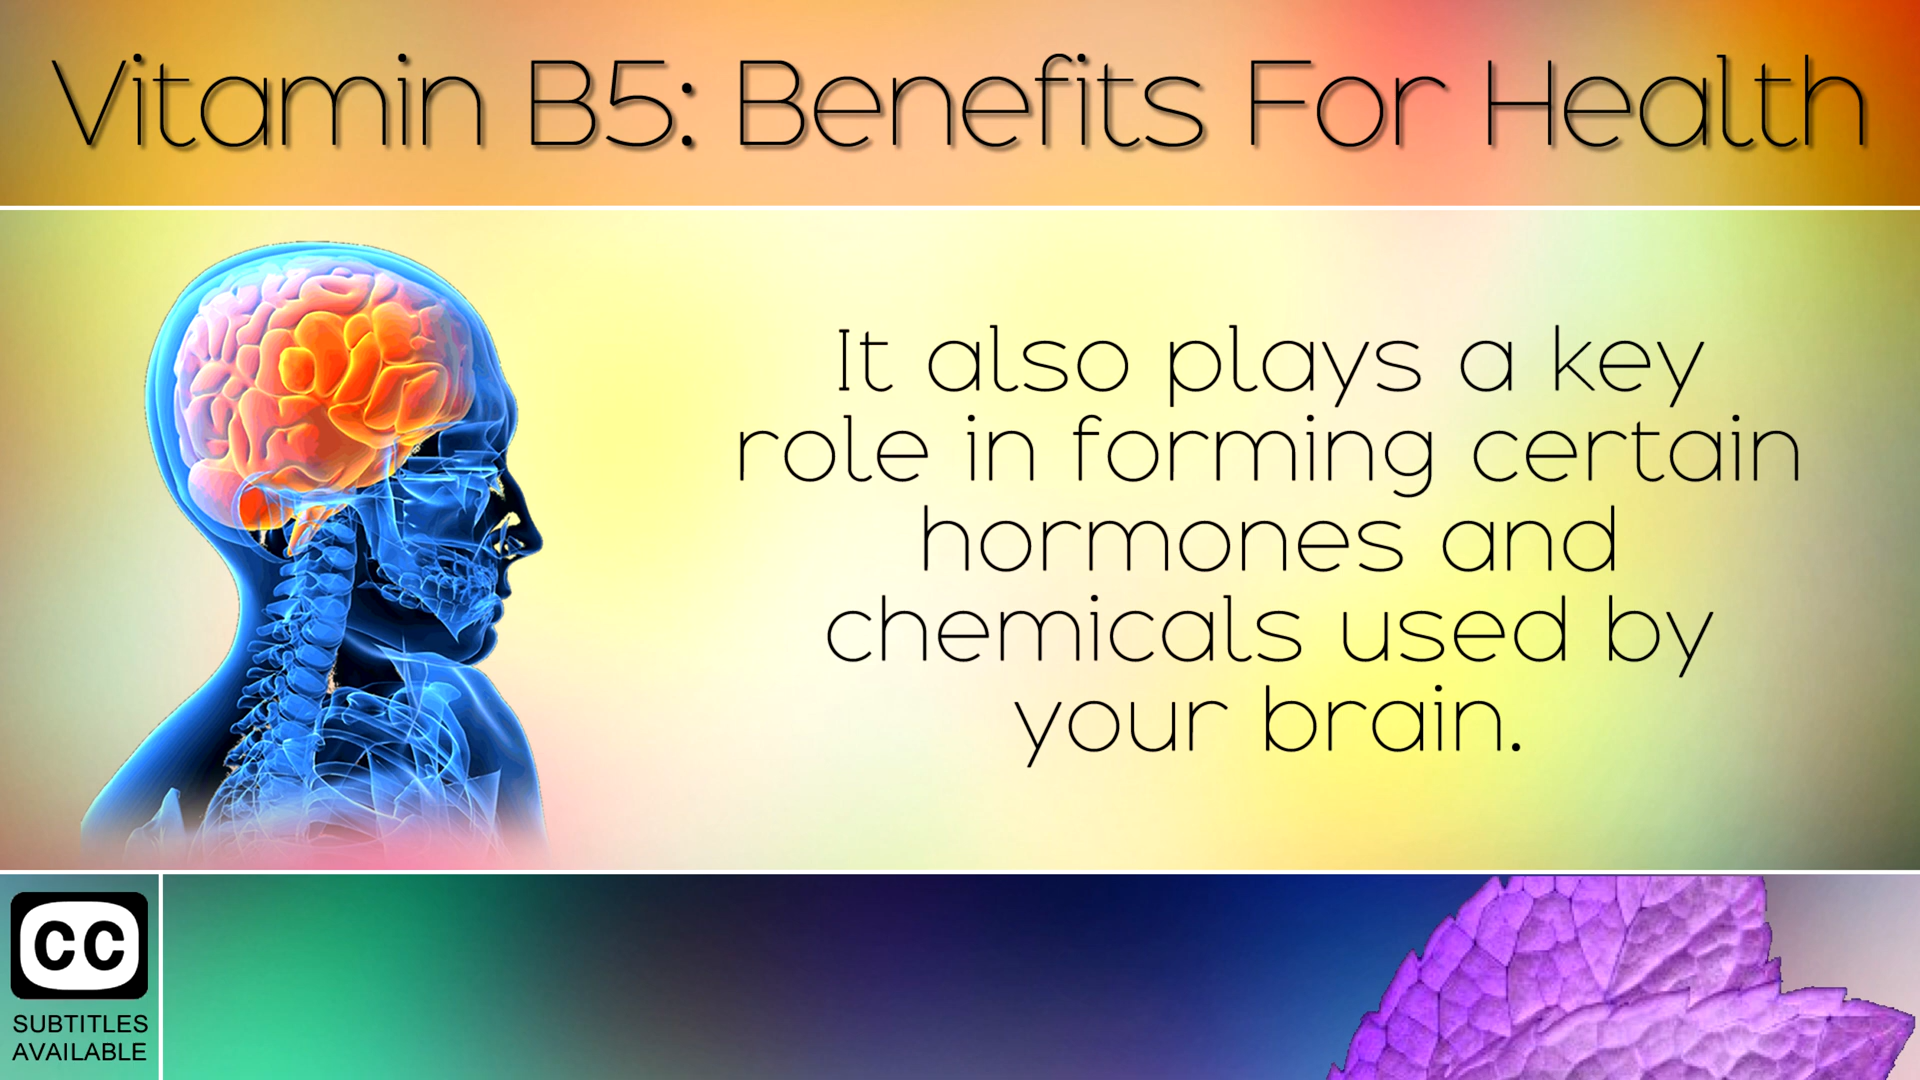 Vitamin B5: Benefits For Health
It also plays a key
role in forming certain
hormones and
chemicals used by
your brain.
CC
SUBTITLES
AVAILABLE